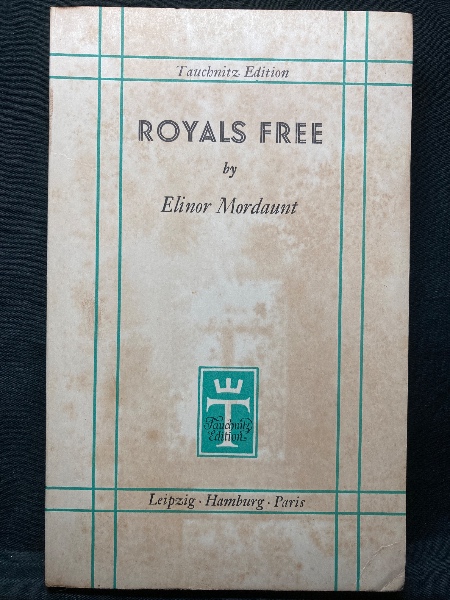 Tauchnitz Edition
ROYALS FREE
by
Elinor Mordaunt
T
Tauchnitz
Edition
Leipzig · Hamburg · Paris